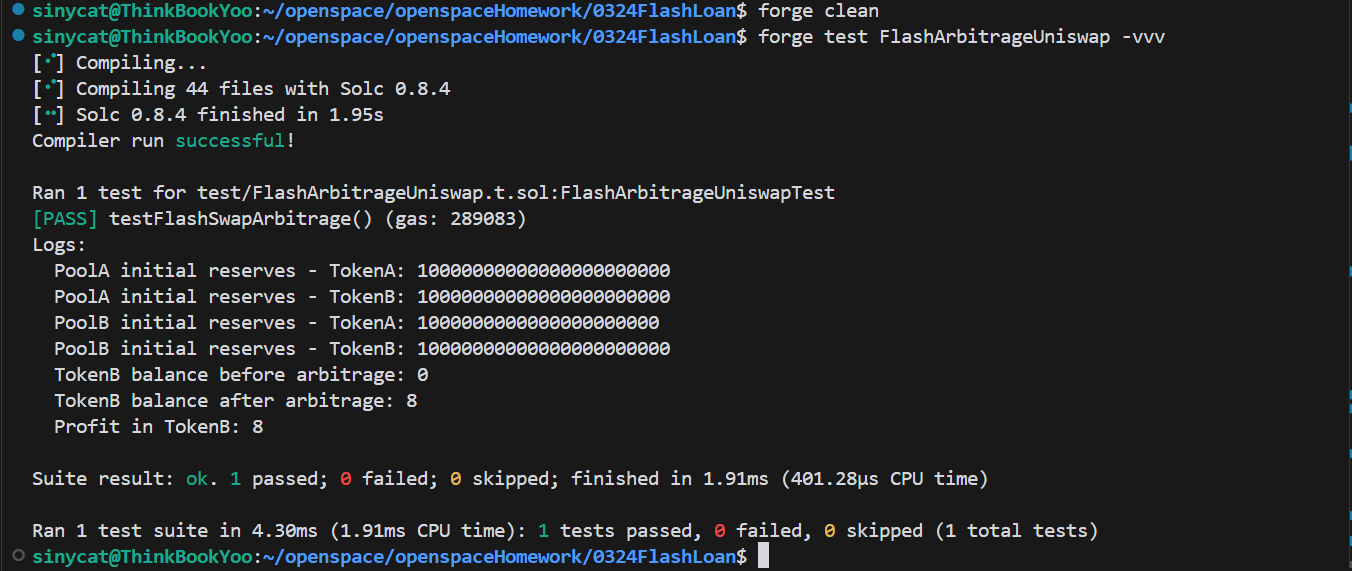 sinycat@ThinkBookYoo:~/openspace/openspaceHomework/0324FlashLoan$ forge clean
sinycat@ThinkBookYoo:~/openspace/openspaceHomework/0324FlashLoan$ forge test FlashArbitrageUniswap -vvv
[⠊] Compiling...
[⠊] Compiling 44 files with Solc 0.8.4
[⠒] Solc 0.8.4 finished in 1.95s
Compiler run successful!
Ran 1 test for test/FlashArbitrageUniswap.t.sol:FlashArbitrageUniswapTest
[PASS] testFlashSwapArbitrage() (gas: 289083)
Logs:
PoolA initial reserves - TokenA: 10000000000000000000000
PoolA initial reserves - TokenB: 10000000000000000000000
PoolB initial reserves - TokenA: 1000000000000000000000
PoolB initial reserves - TokenB: 10000000000000000000000
TokenB balance before arbitrage: 0
TokenB balance after arbitrage: 8
Profit in TokenB: 8
Suite result: ok. 1 passed; 0 failed; 0 skipped; finished in 1.91ms (401.28µs CPU time)
Ran 1 test suite in 4.30ms (1.91ms CPU time): 1 tests passed, 0 failed, 0 skipped (1 total tests)
sinycat@ThinkBookYoo:~/openspace/openspaceHomework/0324FlashLoan$